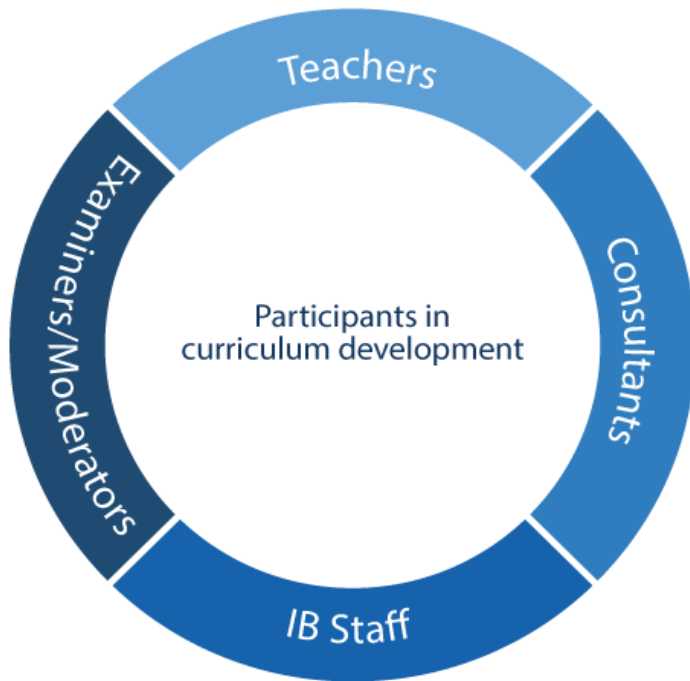 Teachers
Consultants
Examiners/Moderators
Participants in
curriculum development
IB Staff